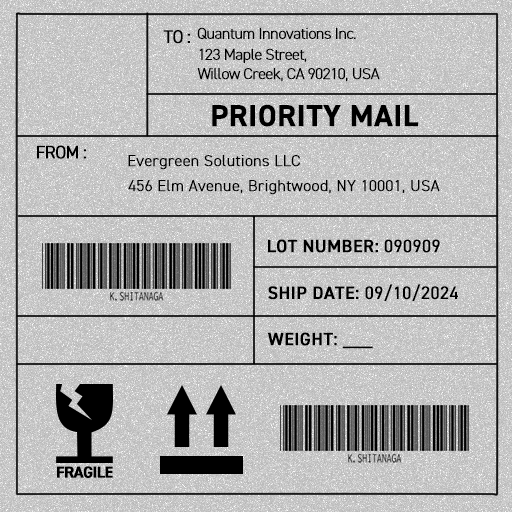 TO : Quantum Innovations Inc.
123 Maple Street,
Willow Creek, CA 90210, USA
PRIORITY MAIL
FROM :
Evergreen Solutions LLC
456 Elm Avenue, Brightwood, NY 10001, USA
LOT NUMBER: 090909
K.SHITANAGA
SHIP DATE: 09/10/2024
WEIGHT: ___
K.SHITANAGA
FRAGILE